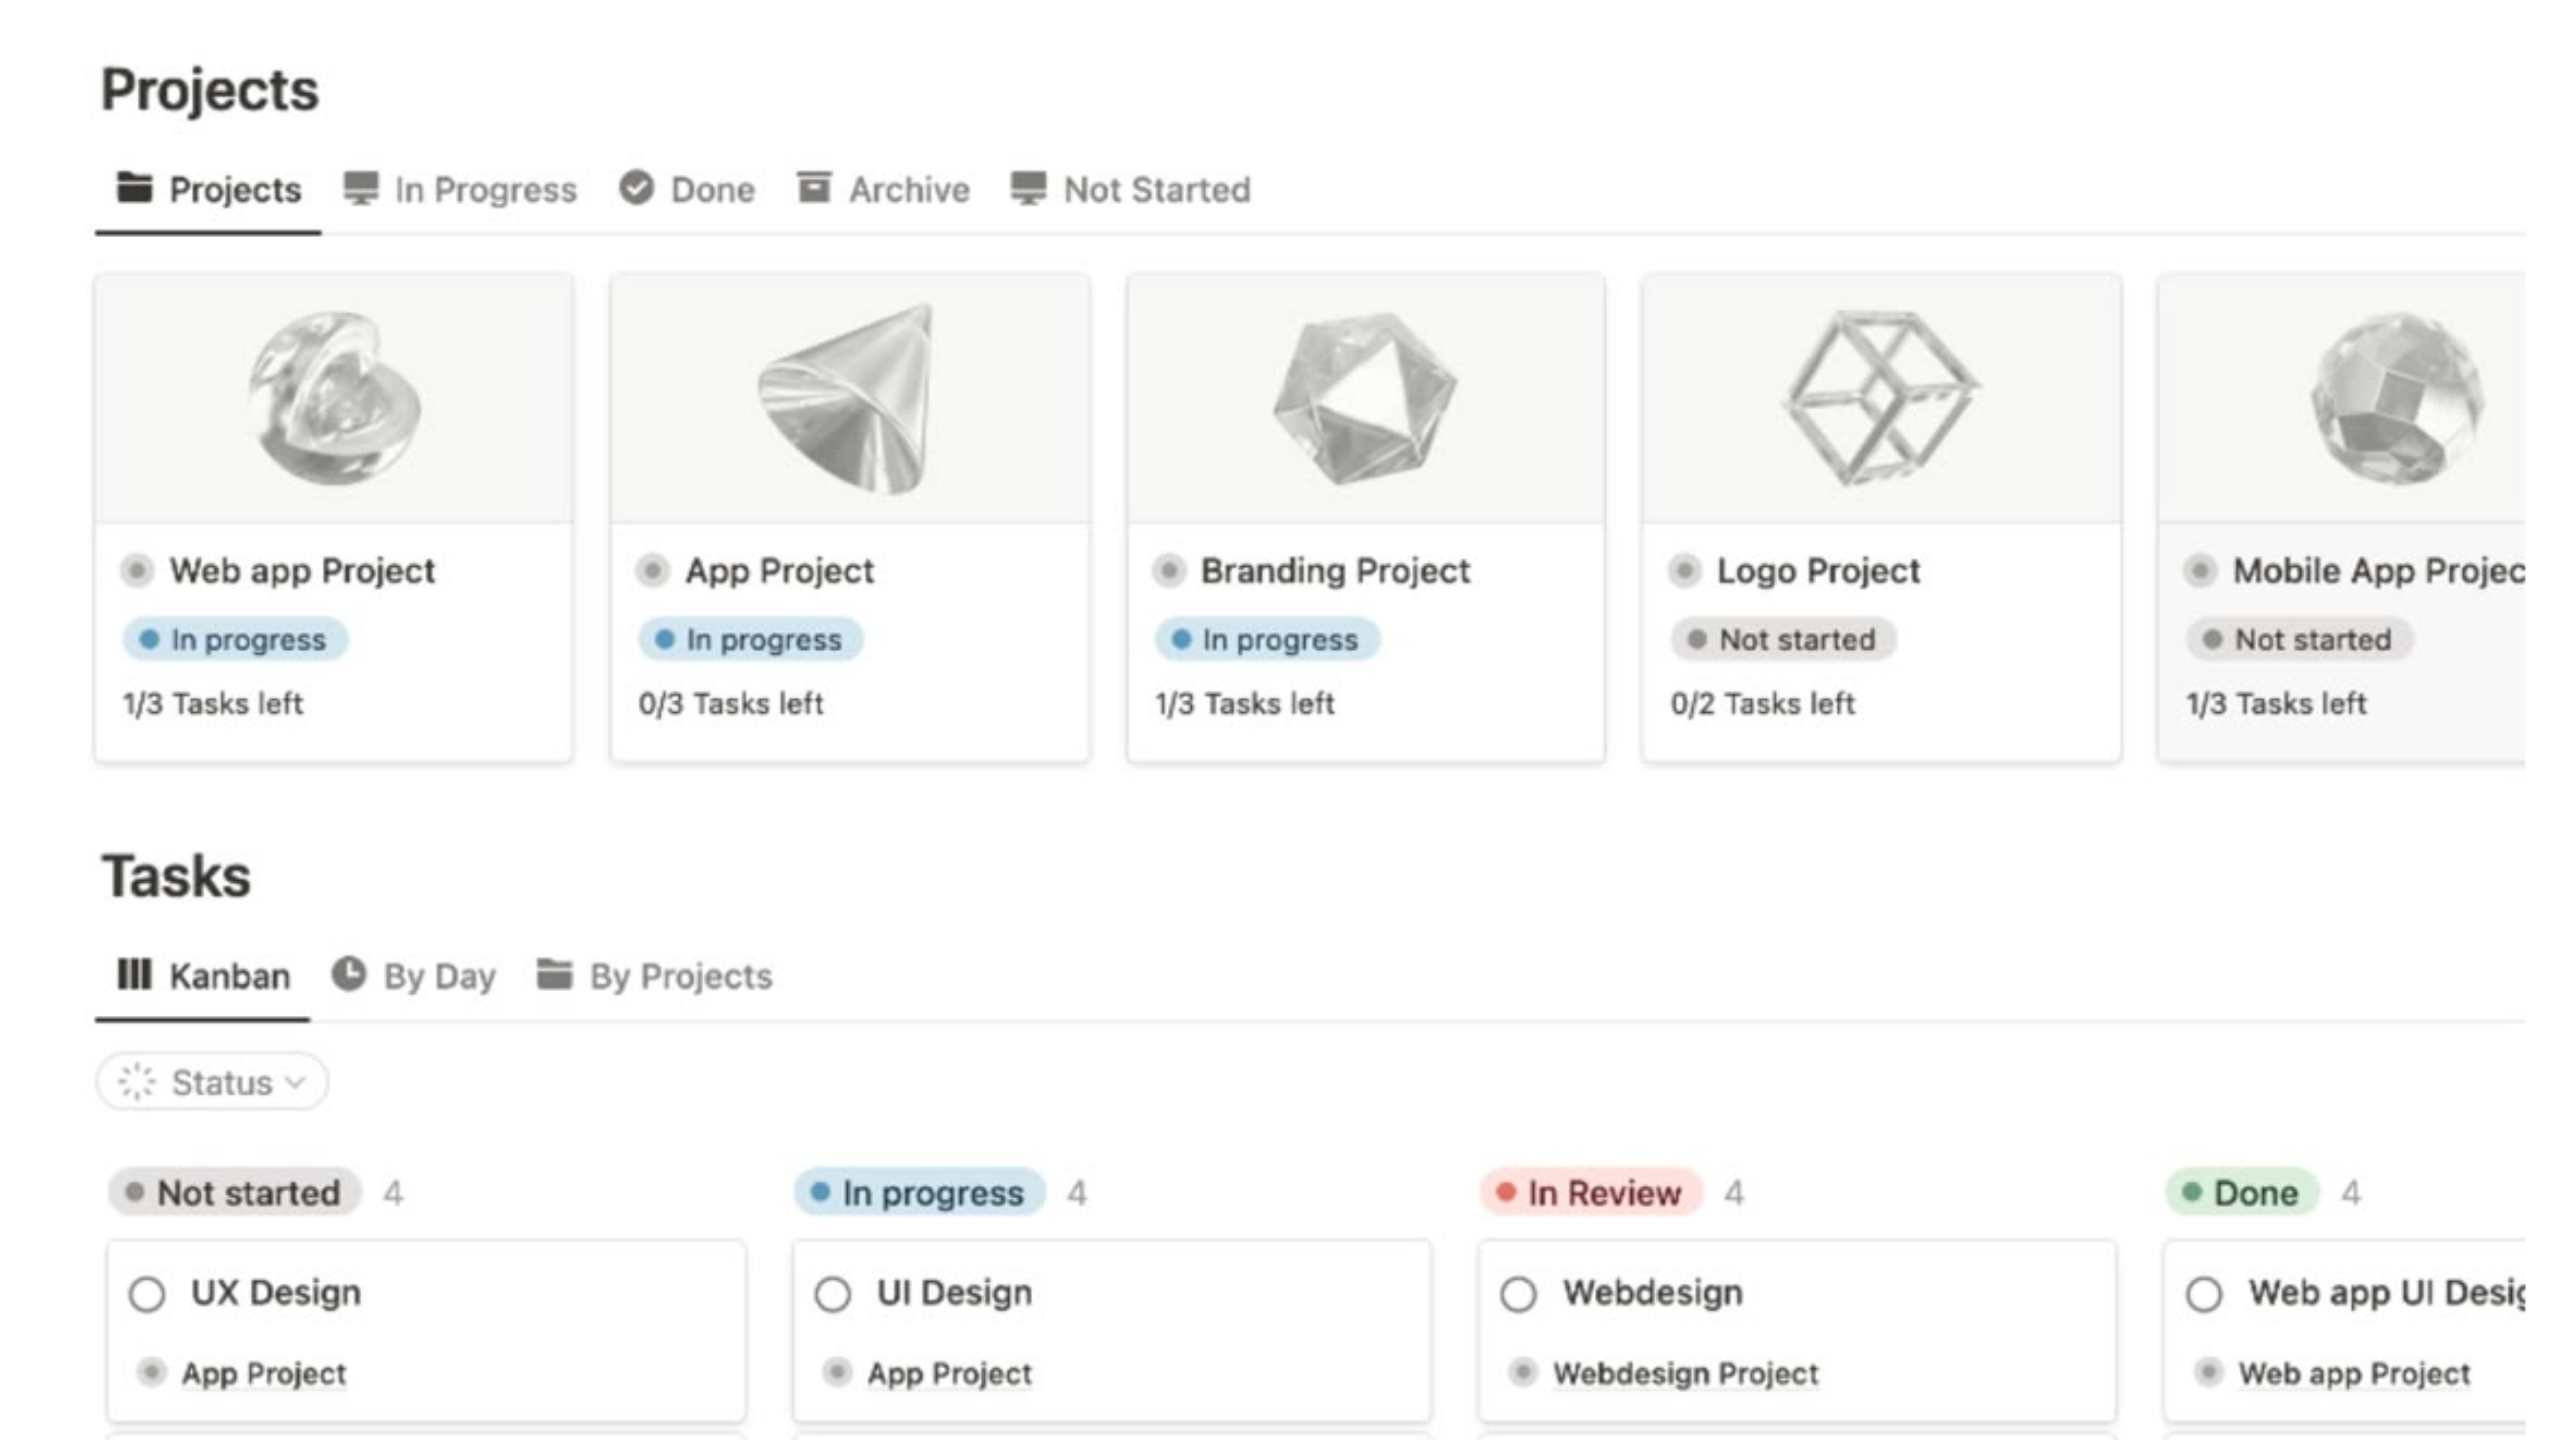 Projects
Projects In Progress Done Archive Not Started
Web app Project
In progress
1/3 Tasks left
App Project
In progress
0/3 Tasks left
Branding Project
In progress
1/3 Tasks left
Logo Project
Not started
0/2 Tasks left
Mobile App Projec
Not started
1/3 Tasks left
Tasks
Kanban By Day By Projects
Status
Not started 4
UX Design
App Project
In progress 4
UI Design
App Project
In Review 4
Webdesign
Webdesign Project
Done 4
Web app UI Desig
Web app Project